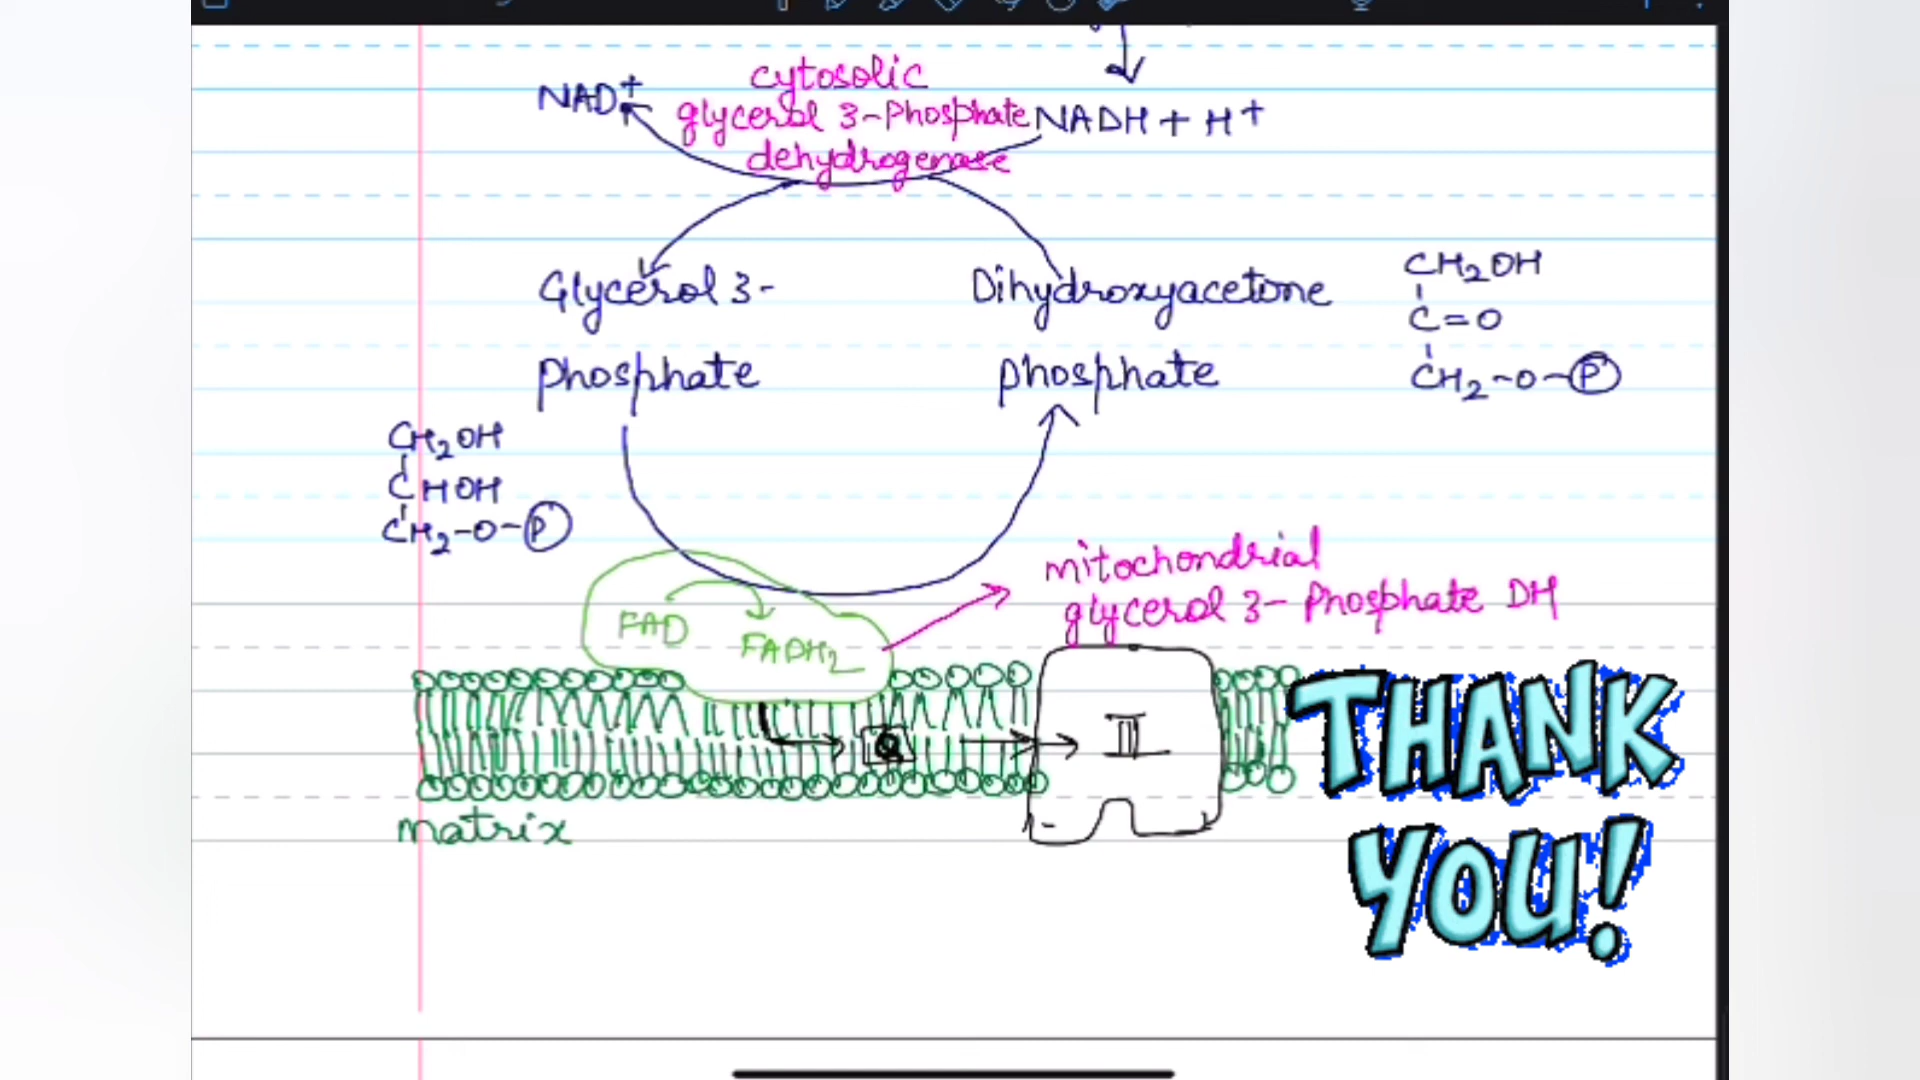 cytosolic
NAD+
glycerol 3-Phosphate
NADH + H+
dehydrogenase
Glycerol 3-
phosphate
Dihydroxyacetone
phosphate
CH2OH
C=O
CH2-O-P
CH2OH
CHOH
CH2-O-P
mitochondrial
glycerol 3-Phosphate DH
FAD
FADH2
Q
III
matrix
THANK
YOU!